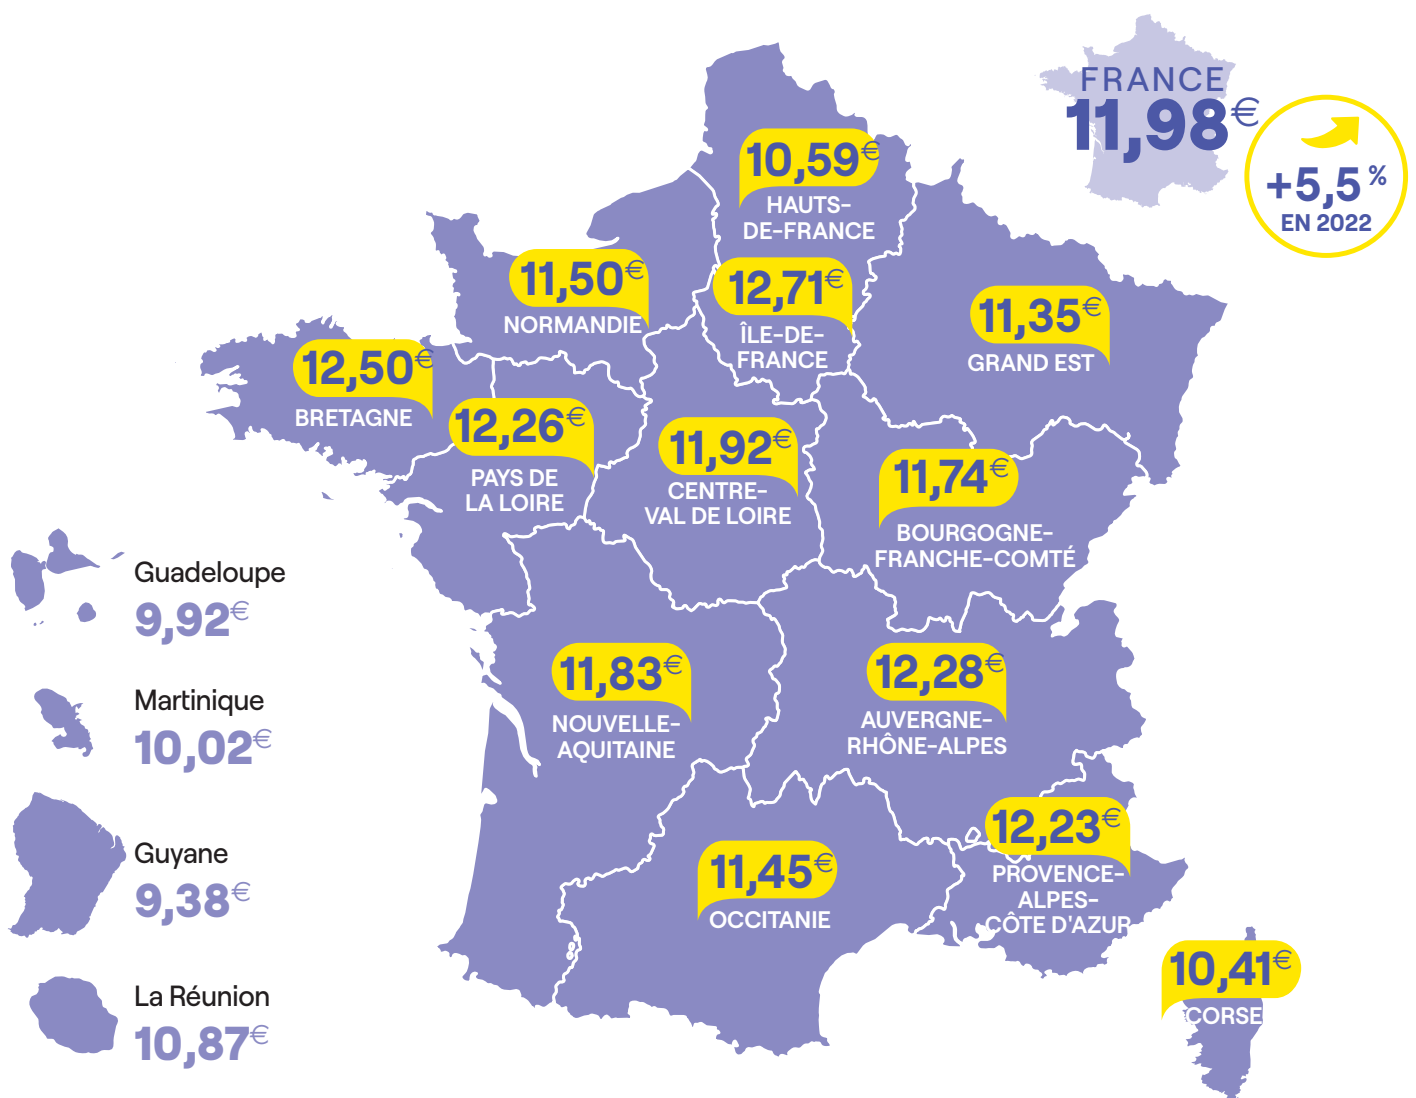 FRANCE
11,98€
+5,5%
EN 2022
10,59€
HAUTS-
DE-FRANCE
11,50€
NORMANDIE
12,71€
ÎLE-DE-
FRANCE
11,35€
GRAND EST
12,50€
BRETAGNE
12,26€
PAYS DE
LA LOIRE
11,92€
CENTRE-
VAL DE LOIRE
11,74€
BOURGOGNE-
FRANCHE-COMTÉ
11,83€
NOUVELLE-
AQUITAINE
12,28€
AUVERGNE-
RHÔNE-ALPES
11,45€
OCCITANIE
12,23€
PROVENCE-
ALPES-
CÔTE D'AZUR
10,41€
CORSE
Guadeloupe
9,92€
Martinique
10,02€
Guyane
9,38€
La Réunion
10,87€